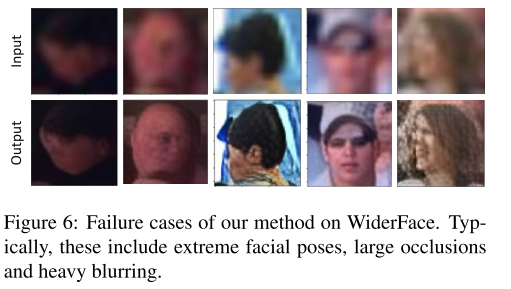 Input
Output
Figure 6: Failure cases of our method on WiderFace. Typ-
ically, these include extreme facial poses, large occlusions
and heavy blurring.